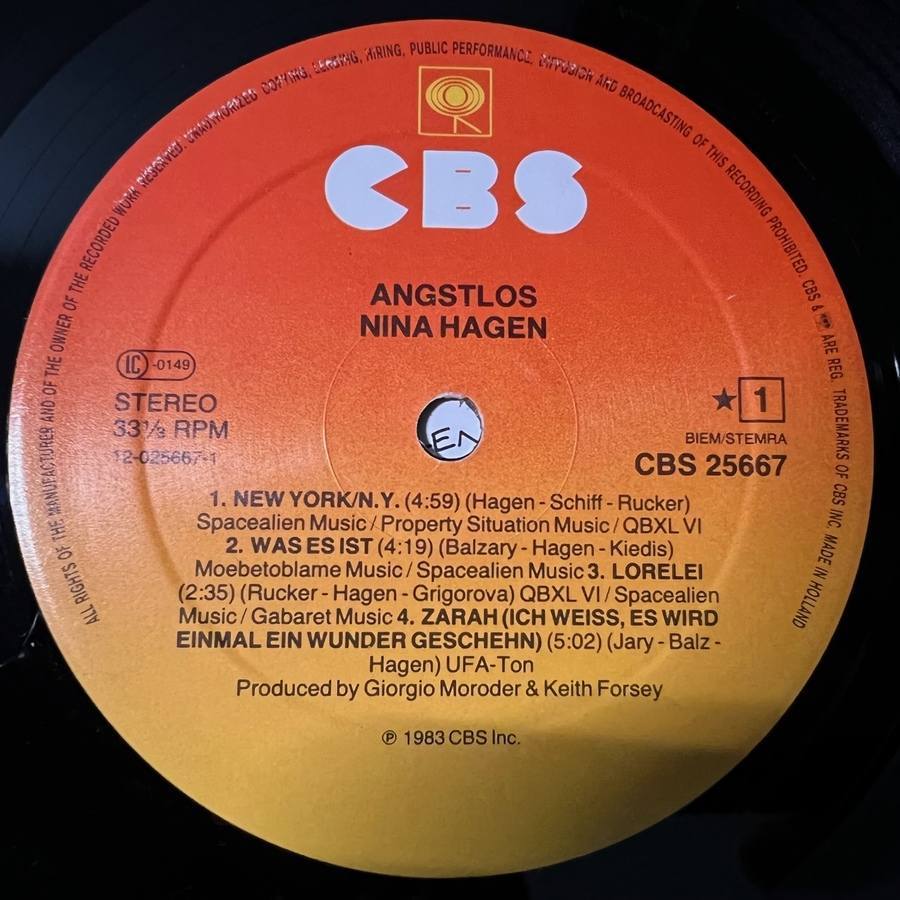 ALL RIGHTS OF THE MANUFACTURER AND OF THE OWNER OF THE RECORDED WORK RESERVED. UNAUTHORIZED COPYING, LENDING, HIRING, PUBLIC PERFORMANCE, DIFFUSION AND BROADCASTING OF THIS RECORDING PROHIBITED. CBS & ARE REG. TRADEMARKS OF CBS INC. MADE IN HOLLAND
CBS
ANGSTLOS
NINA HAGEN
LC -0149
STEREO
33⅓ RPM
12-025667-1
★ 1
BIEM/STEMRA
CBS 25667
1. NEW YORK/N.Y. (4:59) (Hagen - Schiff - Rucker)
Spacealien Music / Property Situation Music / QBXL VI
2. WAS ES IST (4:19) (Balzary - Hagen - Kiedis)
Moebetoblame Music / Spacealien Music 3. LORELEI
(2:35) (Rucker - Hagen - Grigorova) QBXL VI / Spacealien
Music / Gabaret Music 4. ZARAH (ICH WEISS, ES WIRD
EINMAL EIN WUNDER GESCHEHN) (5:02) (Jary - Balz -
Hagen) UFA-Ton
Produced by Giorgio Moroder & Keith Forsey
℗ 1983 CBS Inc.